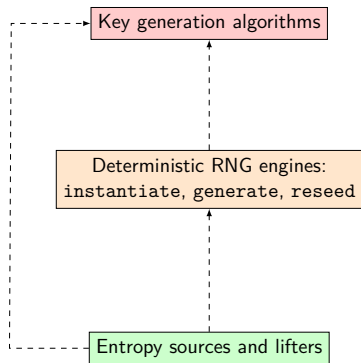 Key generation algorithms
Deterministic RNG engines:
instantiate, generate, reseed
Entropy sources and lifters